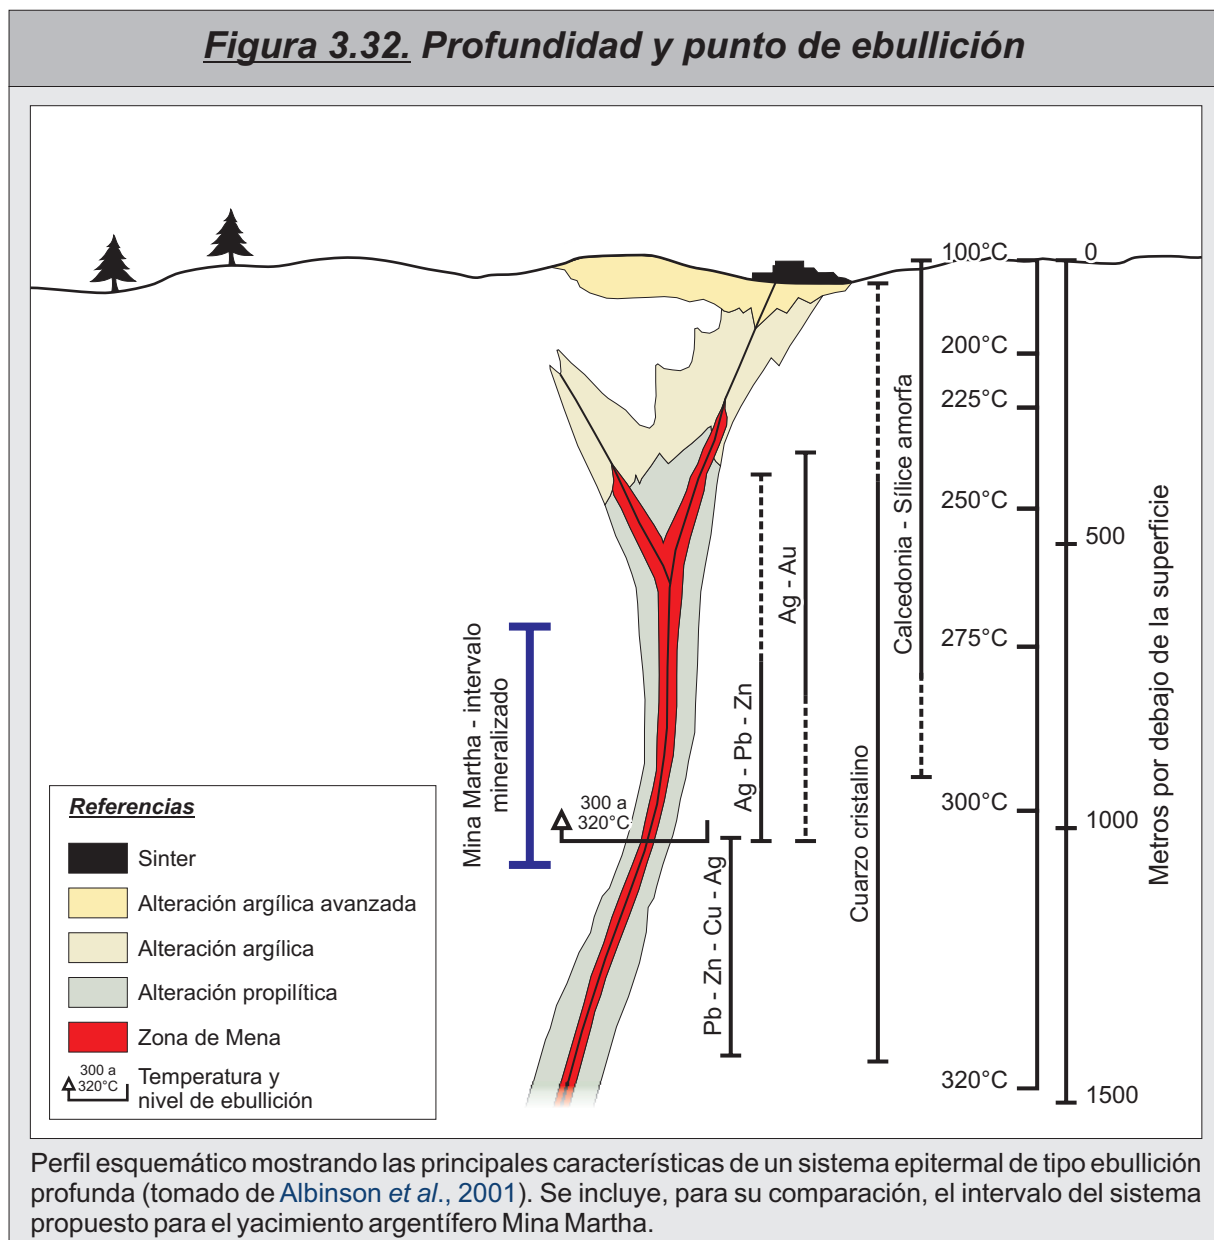 Figura 3.32. Profundidad y punto de ebullición
100°C
0
200°C
225°C
250°C
500
275°C
300°C
1000
320°C
1500
Metros por debajo de la superficie
Calcedonia - Sílice amorfa
Cuarzo cristalino
Ag - Au
Ag - Pb - Zn
Pb - Zn - Cu - Ag
Mina Martha - intervalo
mineralizado
300 a
320°C
Referencias
Sinter
Alteración argílica avanzada
Alteración argílica
Alteración propilítica
Zona de Mena
300 a
320°C
Temperatura y
nivel de ebullición
Perfil esquemático mostrando las principales características de un sistema epitermal de tipo ebullición
profunda (tomado de Albinson et al., 2001). Se incluye, para su comparación, el intervalo del sistema
propuesto para el yacimiento argentífero Mina Martha.